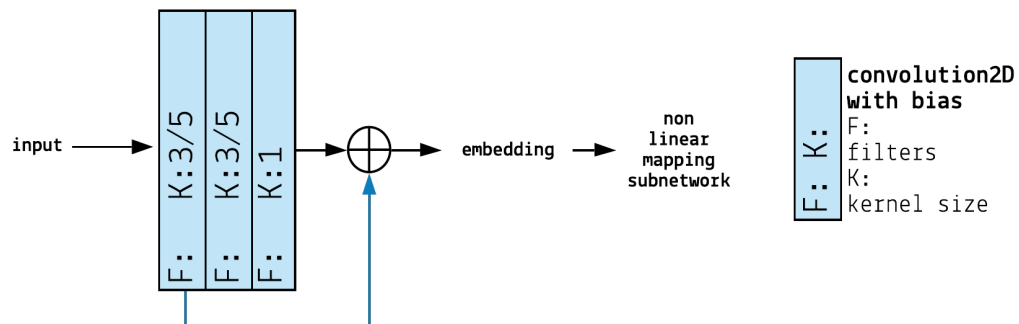 input
F: K:3/5
F: K:3/5
F: K:1
embedding
non
linear
mapping
subnetwork
F: K:
convolution2D
with bias
F:
filters
K:
kernel size